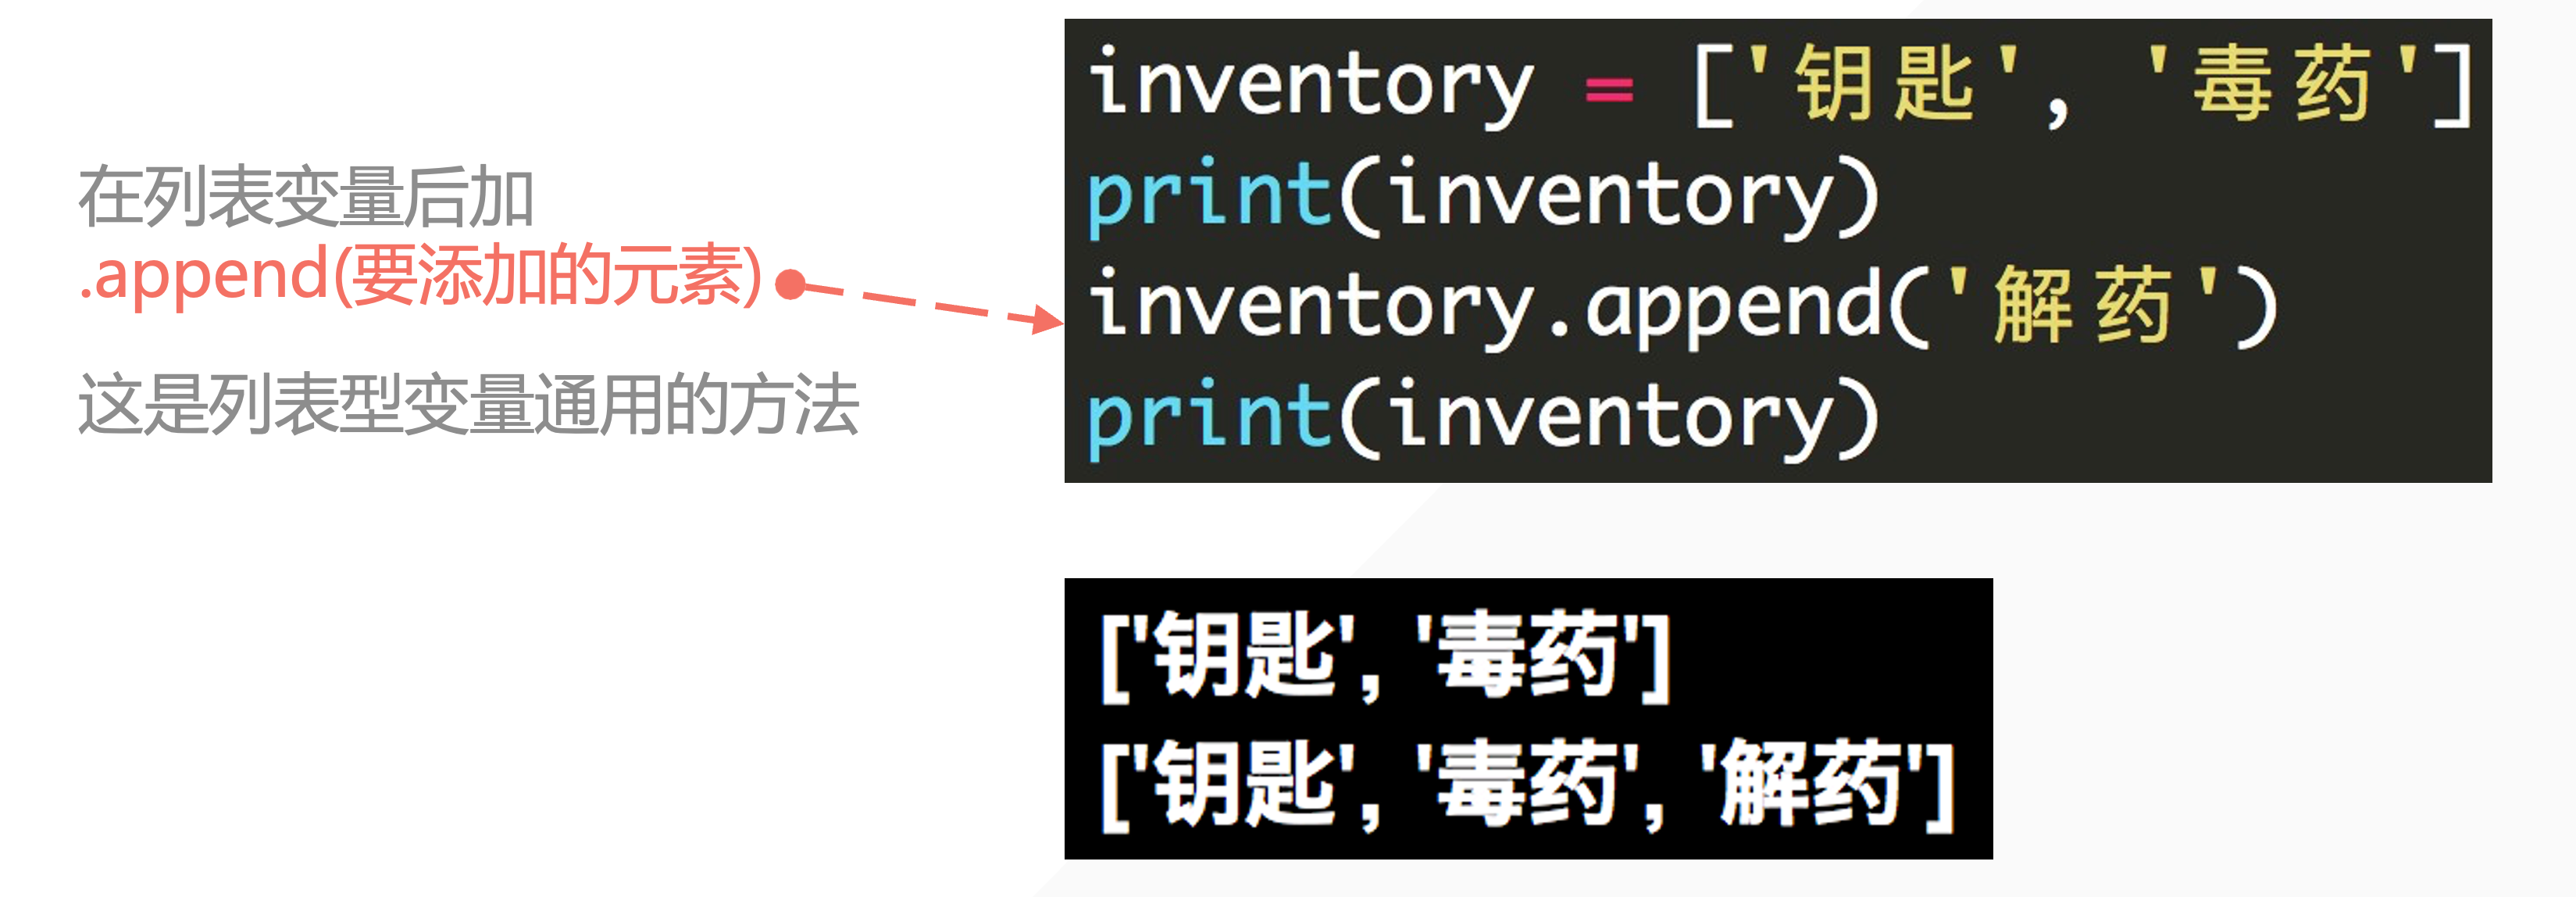 在列表变量后加
.append(要添加的元素)
这是列表型变量通用的方法
inventory = ['钥匙', '毒药']
print(inventory)
inventory.append('解药')
print(inventory)
['钥匙', '毒药']
['钥匙', '毒药', '解药']